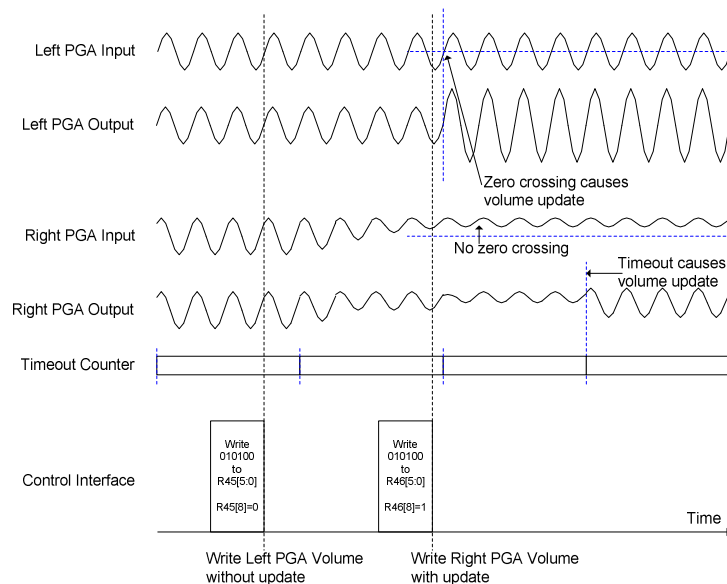 Left PGA Input
Left PGA Output
Zero crossing causes
volume update
Right PGA Input
No zero crossing
Timeout causes
volume update
Right PGA Output
Timeout Counter
Control Interface
Write
010100
to
R45[5:0]
R45[8]=0
Write
010100
to
R46[5:0]
R46[8]=1
Time
Write Left PGA Volume
without update
Write Right PGA Volume
with update